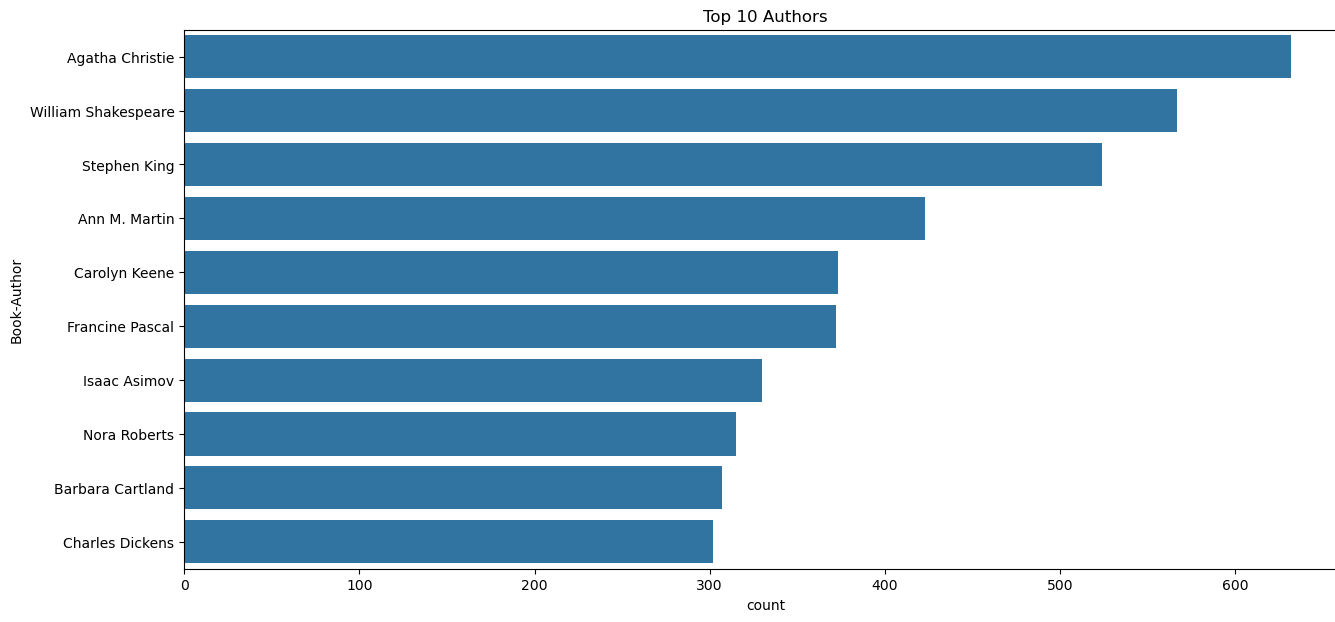 Top 10 Authors
Agatha Christie
William Shakespeare
Stephen King
Ann M. Martin
Carolyn Keene
Francine Pascal
Isaac Asimov
Nora Roberts
Barbara Cartland
Charles Dickens
Book-Author
0 100 200 300 400 500 600
count